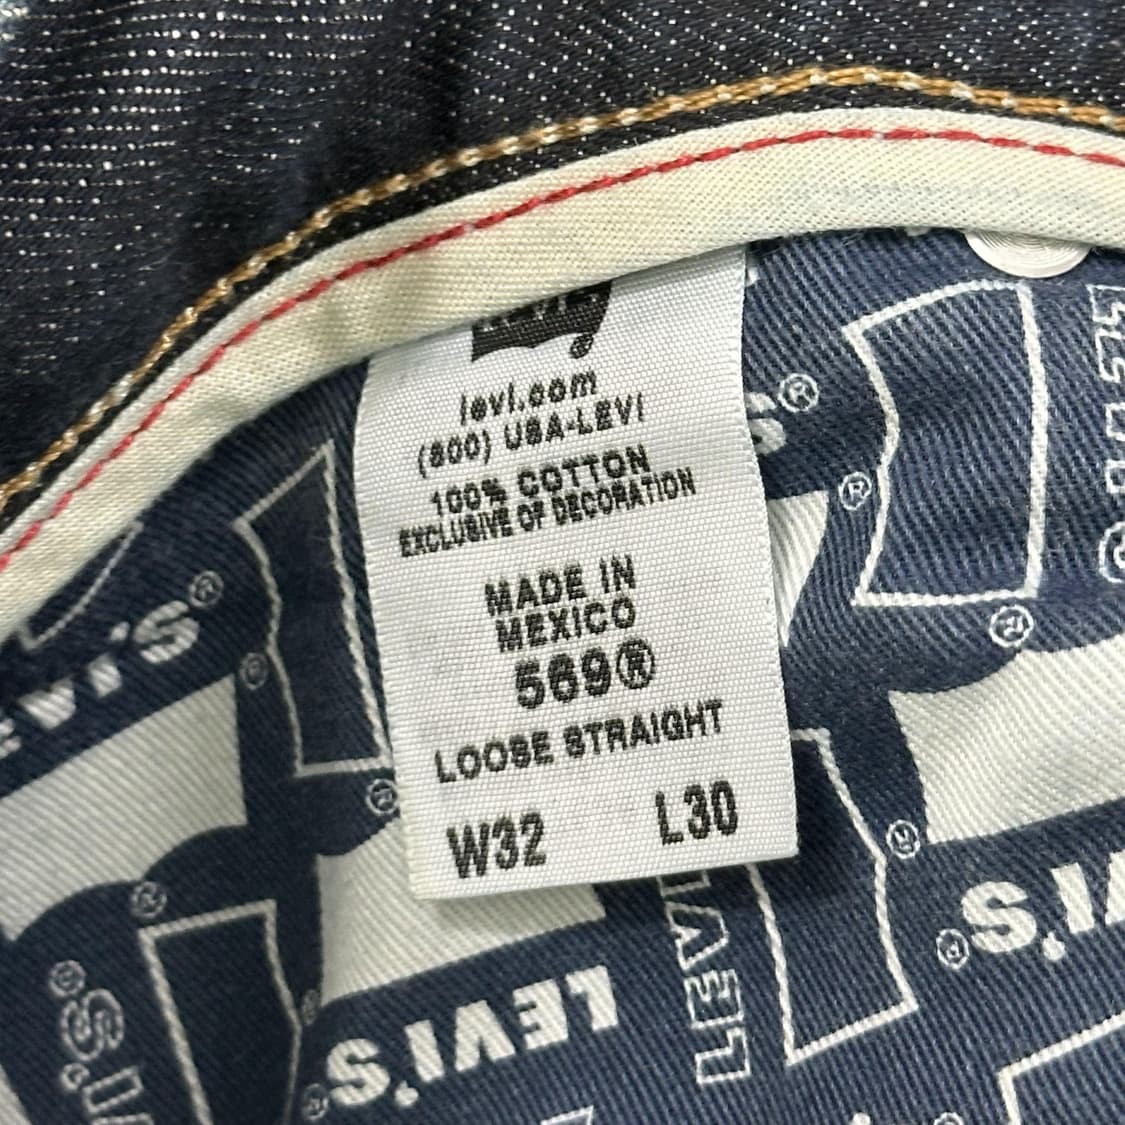 levi.com
(800) USA-LEVI
100% COTTON
EXCLUSIVE OF DECORATION
MADE IN
MEXICO
569®
LOOSE STRAIGHT
W32 L30
LEVI'S®
LEVI'S®
LEVI'S